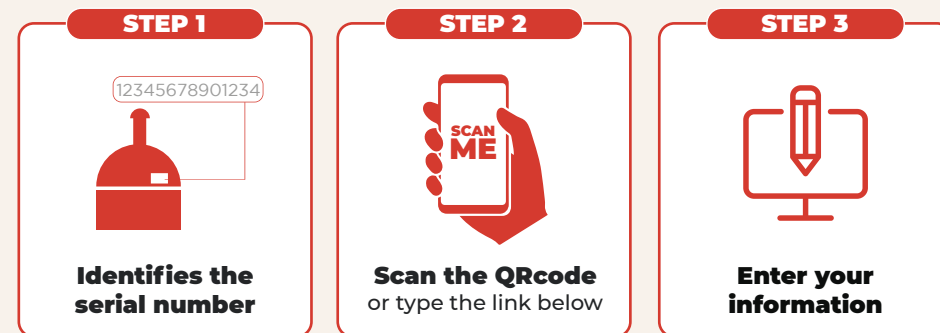 STEP 1
12345678901234
Identifies the
serial number
STEP 2
SCAN
ME
Scan the QRcode
or type the link below
STEP 3
Enter your
information